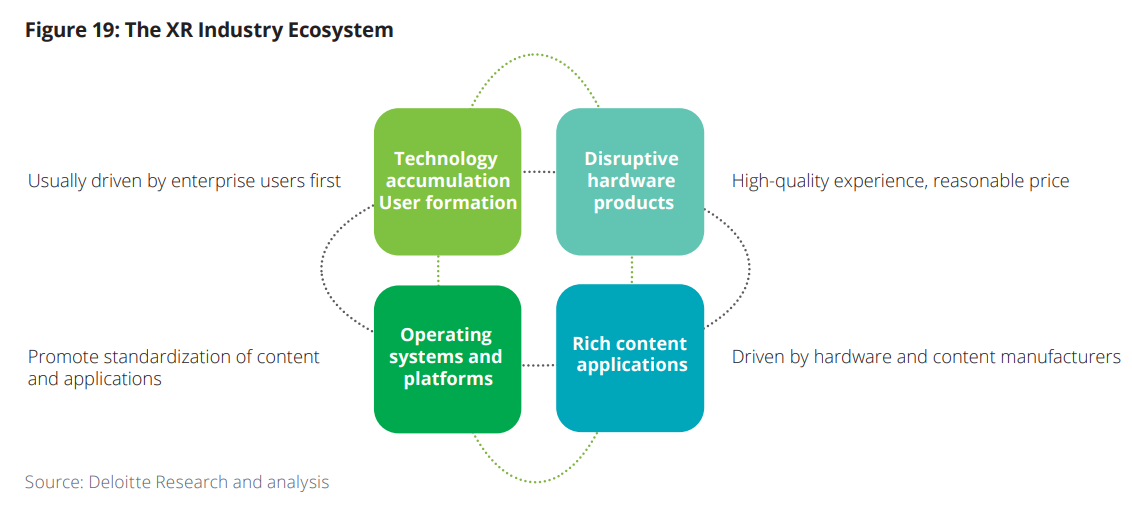 Figure 19: The XR Industry Ecosystem
Usually driven by enterprise users first
Technology
accumulation
User formation
Disruptive
hardware
products
High-quality experience, reasonable price
Promote standardization of content
and applications
Operating
systems and
platforms
Rich content
applications
Driven by hardware and content manufacturers
Source: Deloitte Research and analysis